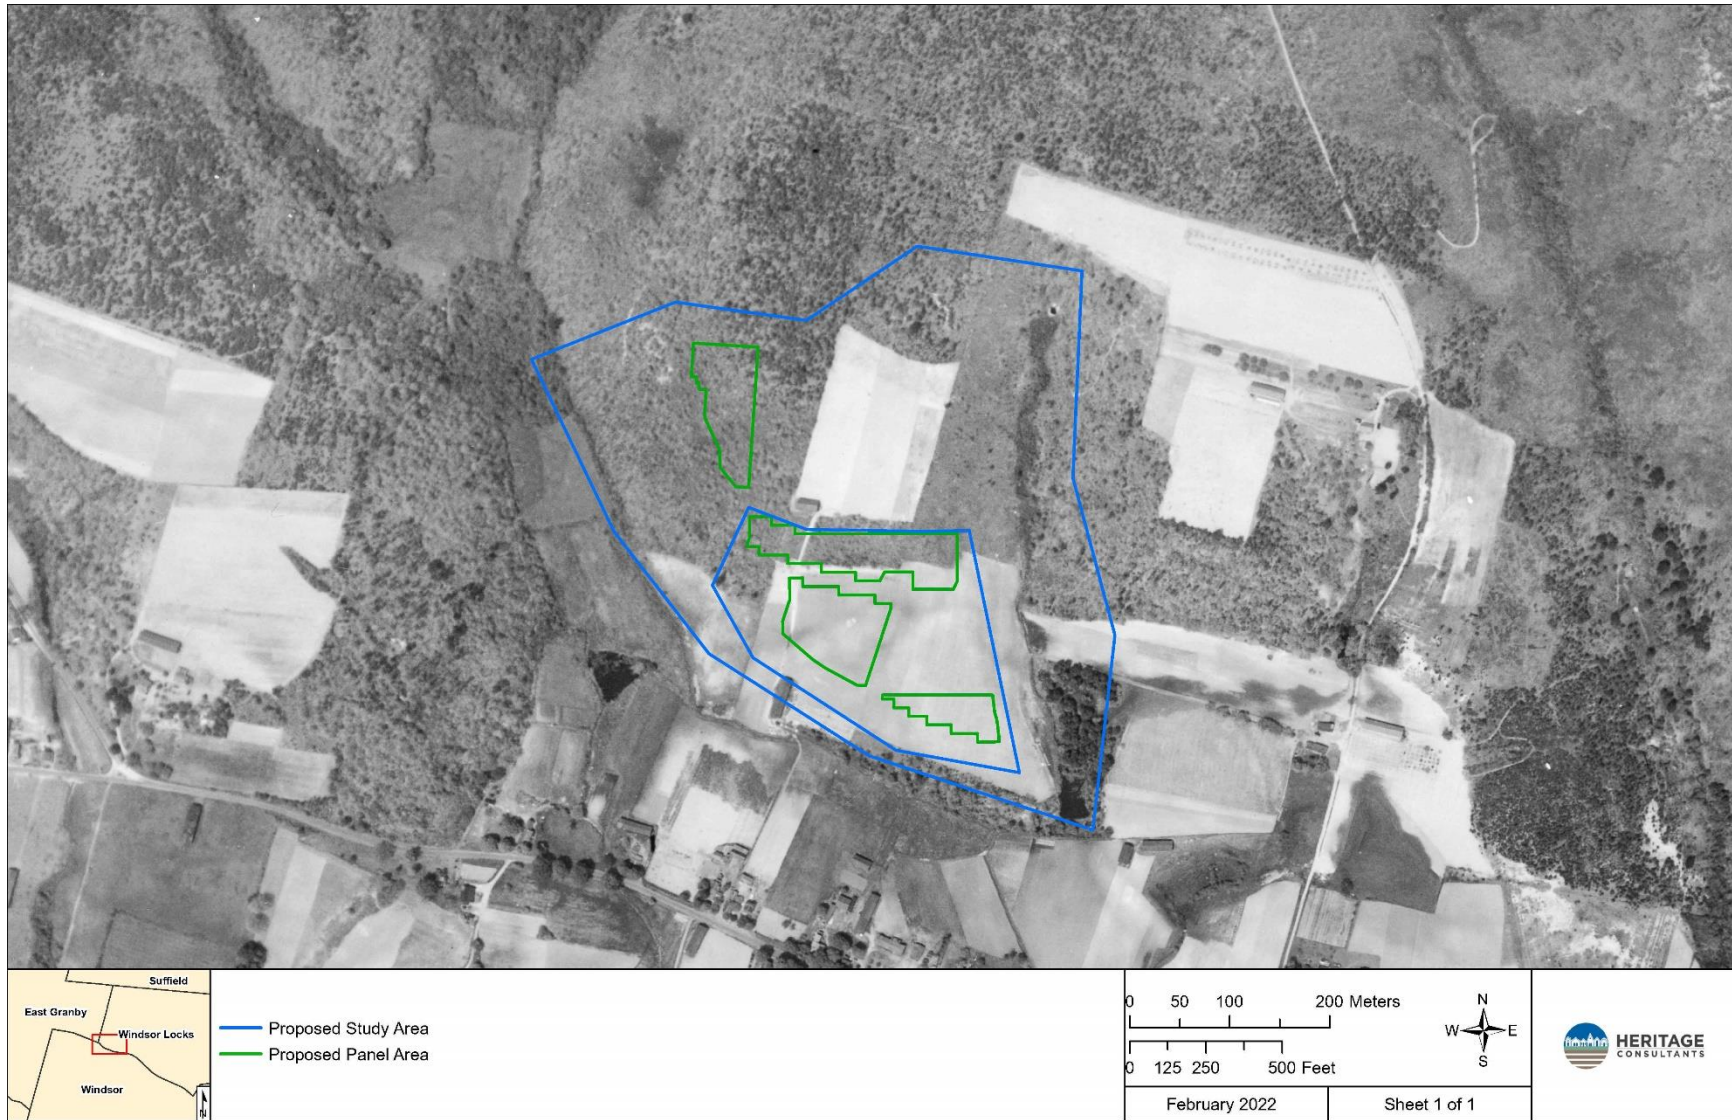 Suffield
East Granby
Windsor Locks
Windsor
N
Proposed Study Area
Proposed Panel Area
0 50 100 200 Meters
0 125 250 500 Feet
N
W E
S
February 2022
Sheet 1 of 1
HERITAGE
CONSULTANTS